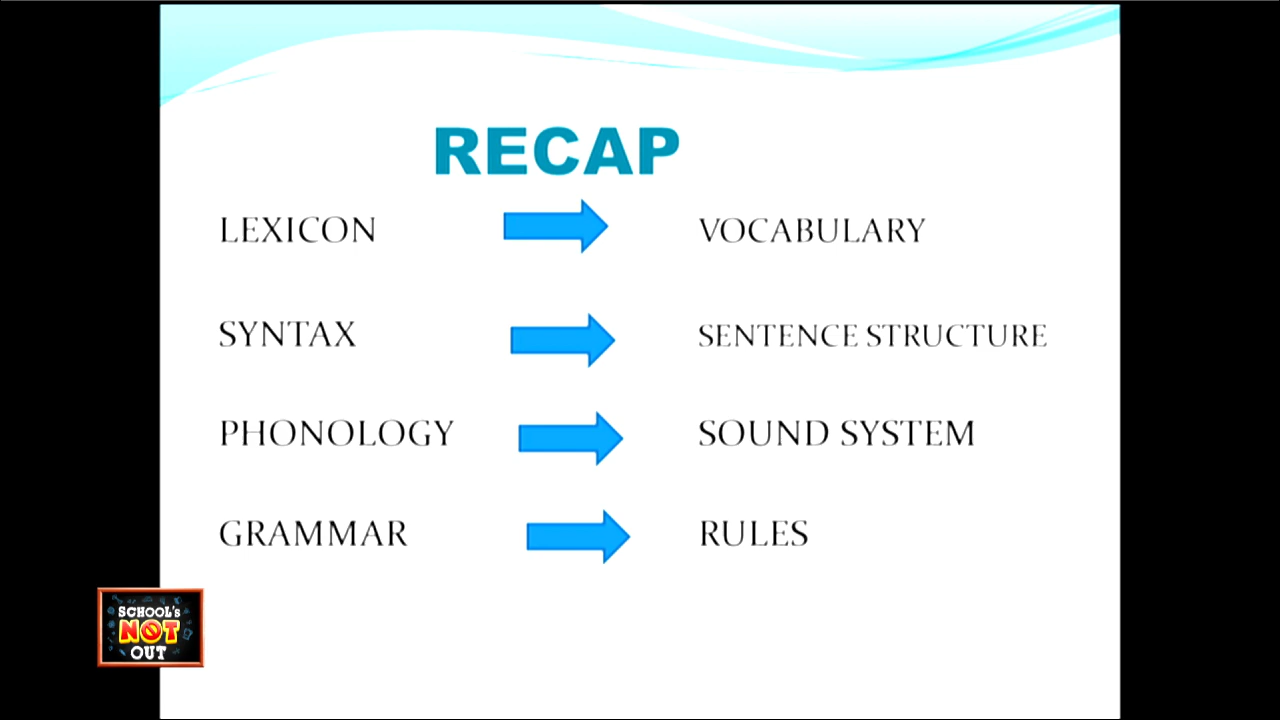 RECAP
LEXICON VOCABULARY
SYNTAX SENTENCE STRUCTURE
PHONOLOGY SOUND SYSTEM
GRAMMAR RULES
SCHOOL'S
NOT
OUT